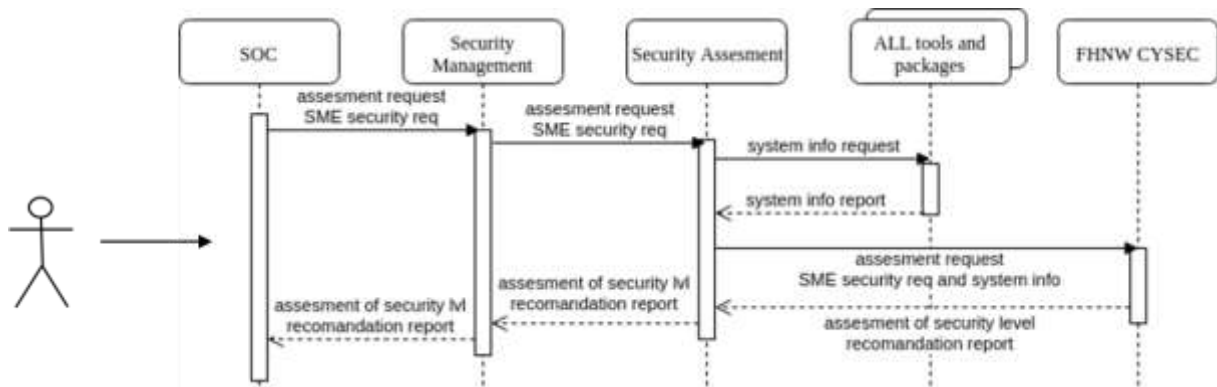 SOC
Security
Management
Security Assesment
ALL tools and
packages
FHNW CYSEC
assesment request
SME security req
assesment request
SME security req
system info request
system info report
assesment request
SME security req and system info
assesment of security lvl
recomandation report
assesment of security lvl
recomandation report
assesment of security level
recomandation report